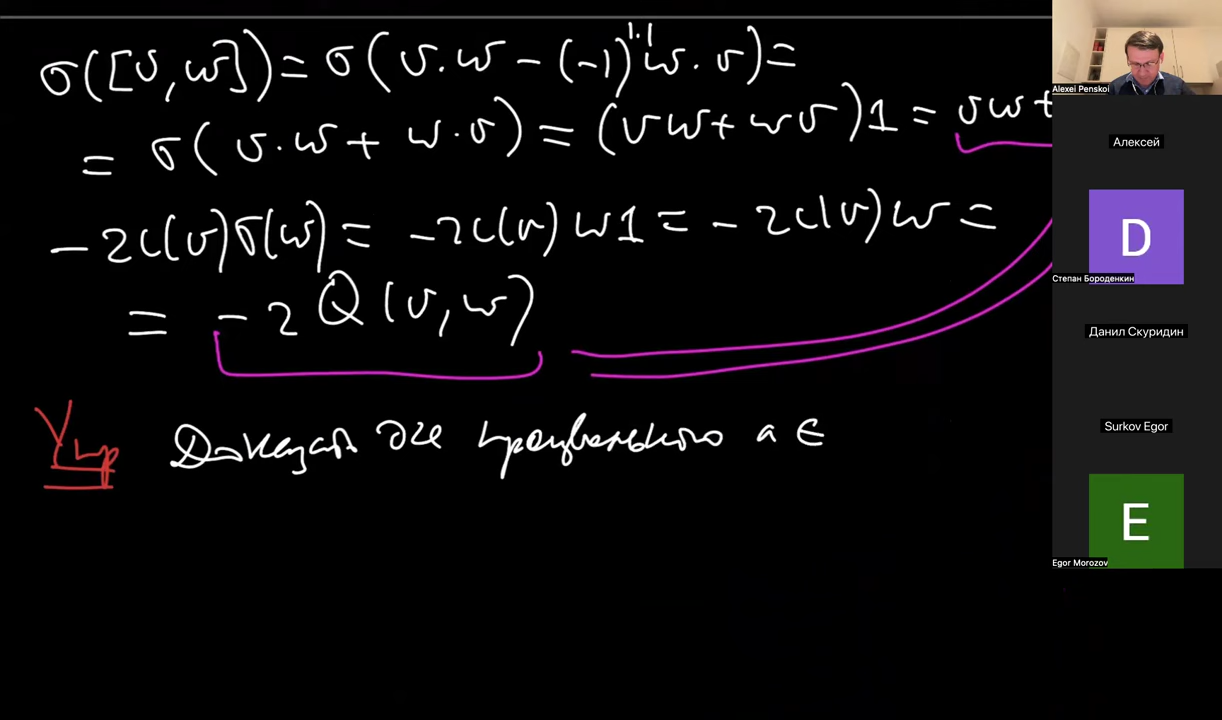 σ([v,w]) = σ(v·w − (−1)^{1·1} w·v) =
= σ(v·w + w·v) = (vw + wv)1 = vw +
−2c(v)σ(w) = −2c(v)w1 = −2c(v)w =
= −2Q(v,w)
Упр Доказать для произвольного a ∈
Alexei Penskoi
Алексей
D
Степан Бороденкин
Данил Скуридин
Surkov Egor
E
Egor Morozov